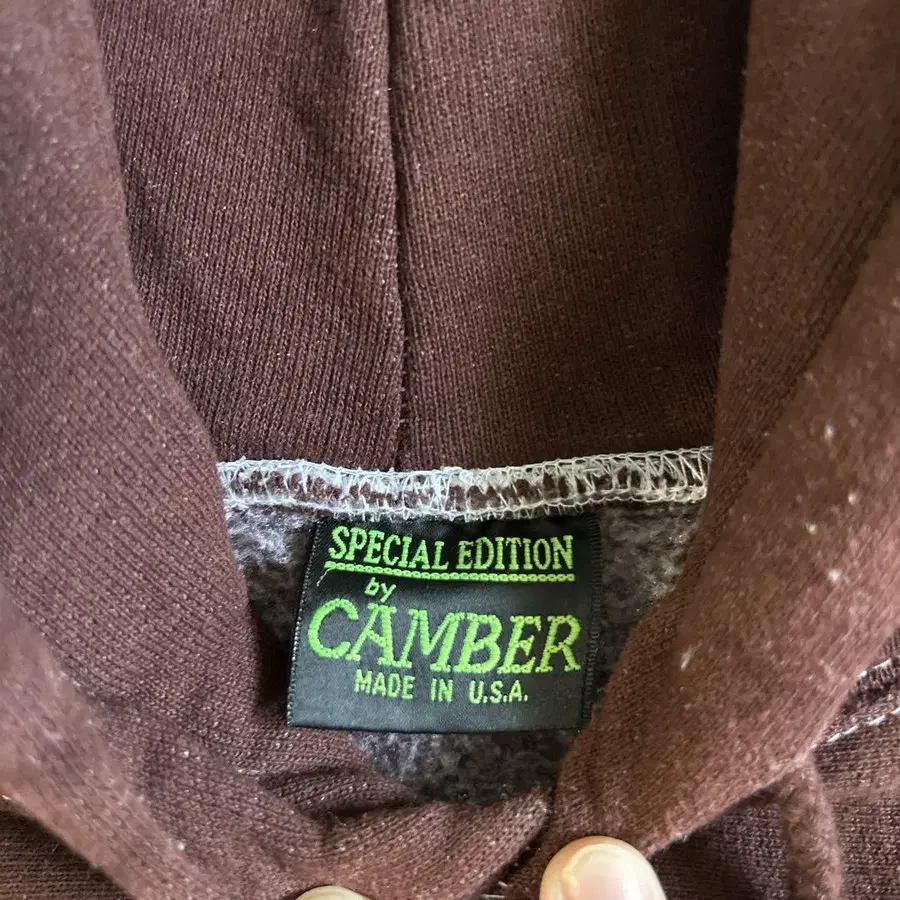 SPECIAL EDITION
by
CAMBER
MADE IN U.S.A.